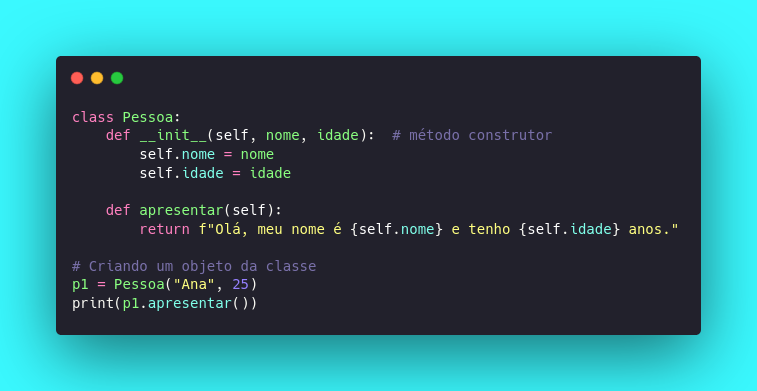 class Pessoa:
    def __init__(self, nome, idade):  # método construtor
        self.nome = nome
        self.idade = idade

    def apresentar(self):
        return f"Olá, meu nome é {self.nome} e tenho {self.idade} anos."

# Criando um objeto da classe
p1 = Pessoa("Ana", 25)
print(p1.apresentar())